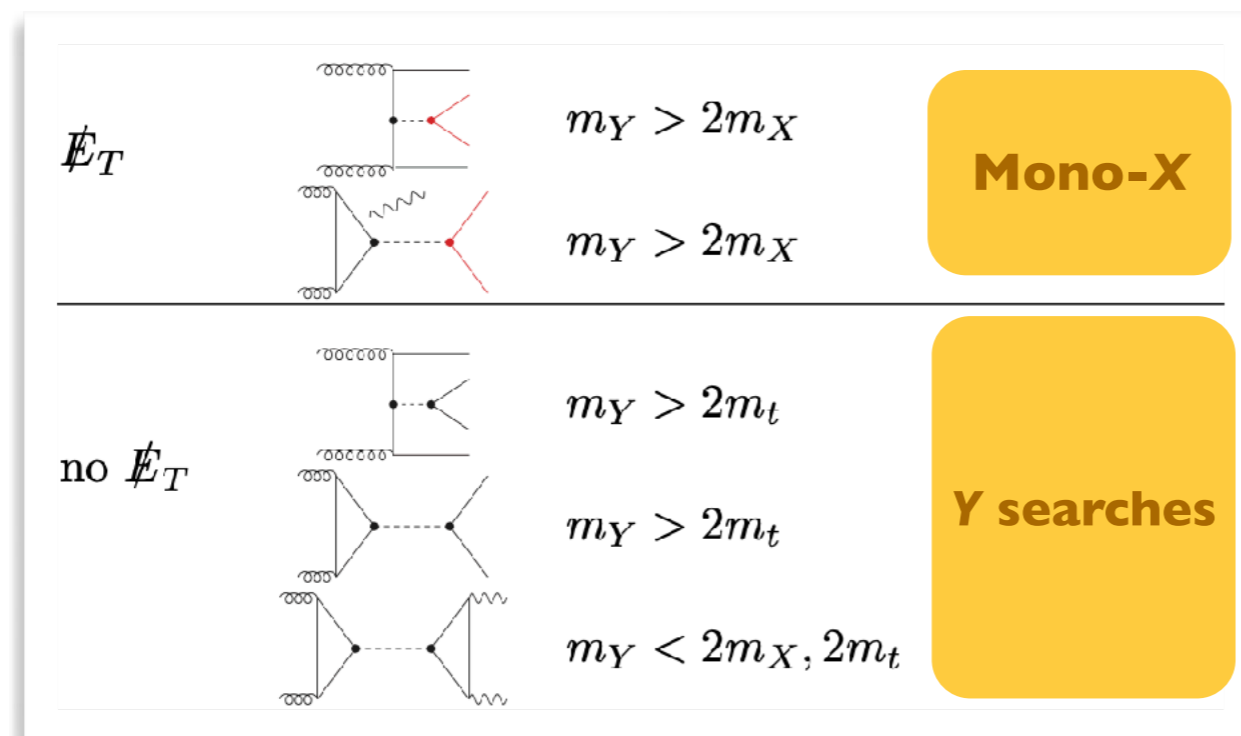 E̸_T
m_Y > 2m_X
m_Y > 2m_X
Mono-X
no E̸_T
m_Y > 2m_t
m_Y > 2m_t
m_Y < 2m_X, 2m_t
Y searches